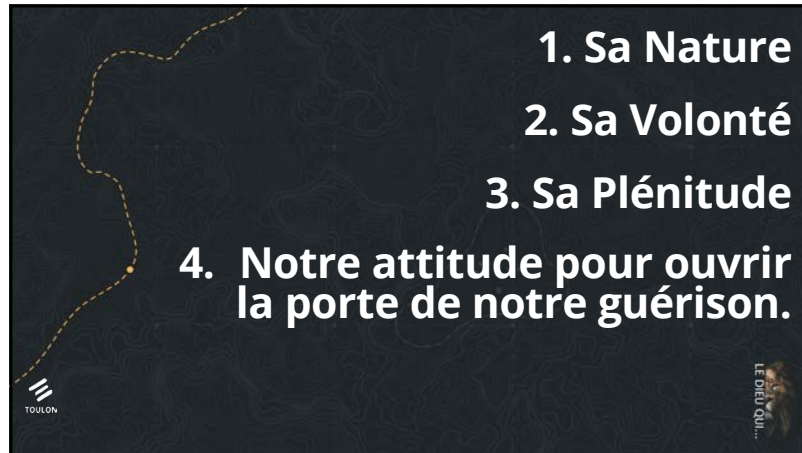 1. Sa Nature
2. Sa Volonté
3. Sa Plénitude
4. Notre attitude pour ouvrir
la porte de notre guérison.
TOULON
LE DIEU QUI...